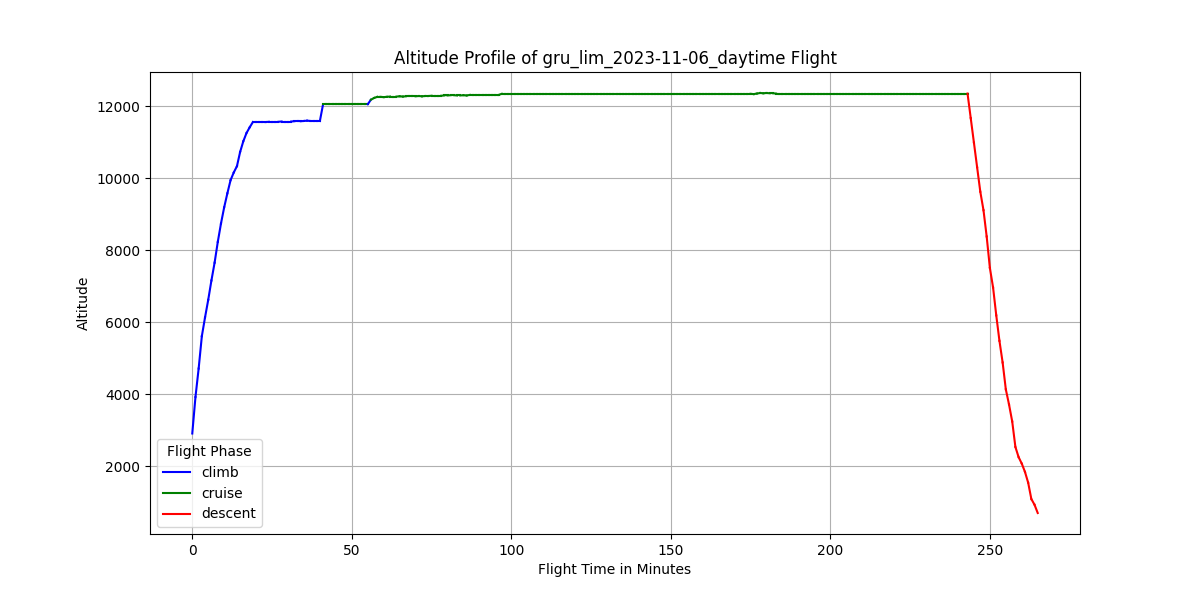 Altitude Profile of gru_lim_2023-11-06_daytime Flight
Altitude
12000
10000
8000
6000
4000
2000
Flight Phase
climb
cruise
descent
0 50 100 150 200 250
Flight Time in Minutes